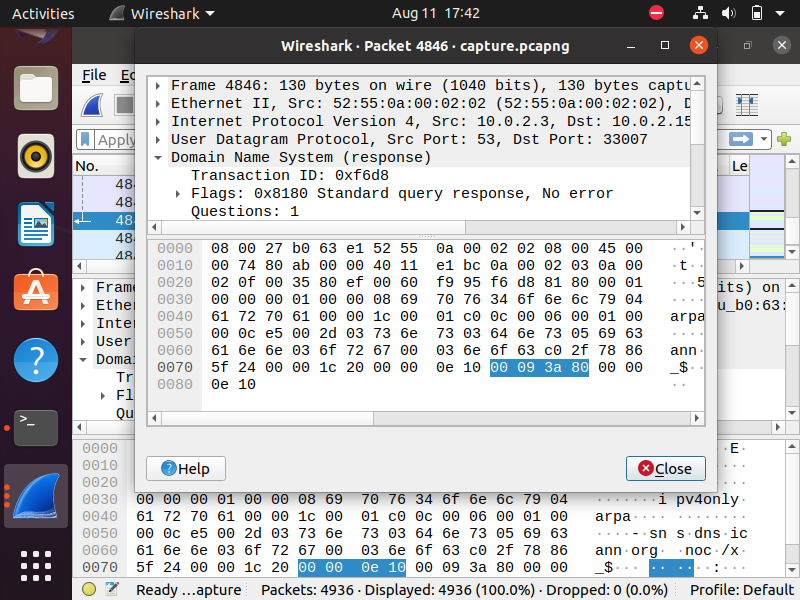 Activities Wireshark Aug 11 17:42
Wireshark · Packet 4846 · capture.pcapng
File
Apply
No. Le
Frame 4846: 130 bytes on wire (1040 bits), 130 bytes captu
Ethernet II, Src: 52:55:0a:00:02:02 (52:55:0a:00:02:02), D
Internet Protocol Version 4, Src: 10.0.2.3, Dst: 10.0.2.15
User Datagram Protocol, Src Port: 53, Dst Port: 33007
Domain Name System (response)
Transaction ID: 0xf6d8
Flags: 0x8180 Standard query response, No error
Questions: 1
0000 08 00 27 b0 63 e1 52 55 0a 00 02 02 08 00 45 00 ··'·
0010 00 74 80 ab 00 00 40 11 e1 bc 0a 00 02 03 0a 00 ·t··
0020 02 0f 00 35 80 ef 00 60 f9 95 f6 d8 81 80 00 01 ···5
0030 00 00 00 01 00 00 08 69 70 76 34 6f 6e 6c 79 04 ····
0040 61 72 70 61 00 00 1c 00 01 c0 0c 00 06 00 01 00 arpa
0050 00 0c e5 00 2d 03 73 6e 73 03 64 6e 73 05 69 63 ····
0060 61 6e 6e 03 6f 72 67 00 03 6e 6f 63 c0 2f 78 86 ann·
0070 5f 24 00 00 1c 20 00 00 0e 10 00 09 3a 80 00 00 _$··
0080 0e 10 ··
Help Close
its) on
u_b0:63:
0000
0010
0020
0030 00 00 00 01 00 00 08 69 70 76 34 6f 6e 6c 79 04 ·······i pv4only·
0040 61 72 70 61 00 00 1c 00 01 c0 0c 00 06 00 01 00 arpa···· ········
0050 00 0c e5 00 2d 03 73 6e 73 03 64 6e 73 05 69 63 ····-·sn s·dns·ic
0060 61 6e 6e 03 6f 72 67 00 03 6e 6f 63 c0 2f 78 86 ann·org· ·noc·/x·
0070 5f 24 00 00 1c 20 00 00 0e 10 00 09 3a 80 00 00 _$··· ·· ····:···
Ready ...apture Packets: 4936 · Displayed: 4936 (100.0%) · Dropped: 0 (0.0%) Profile: Default